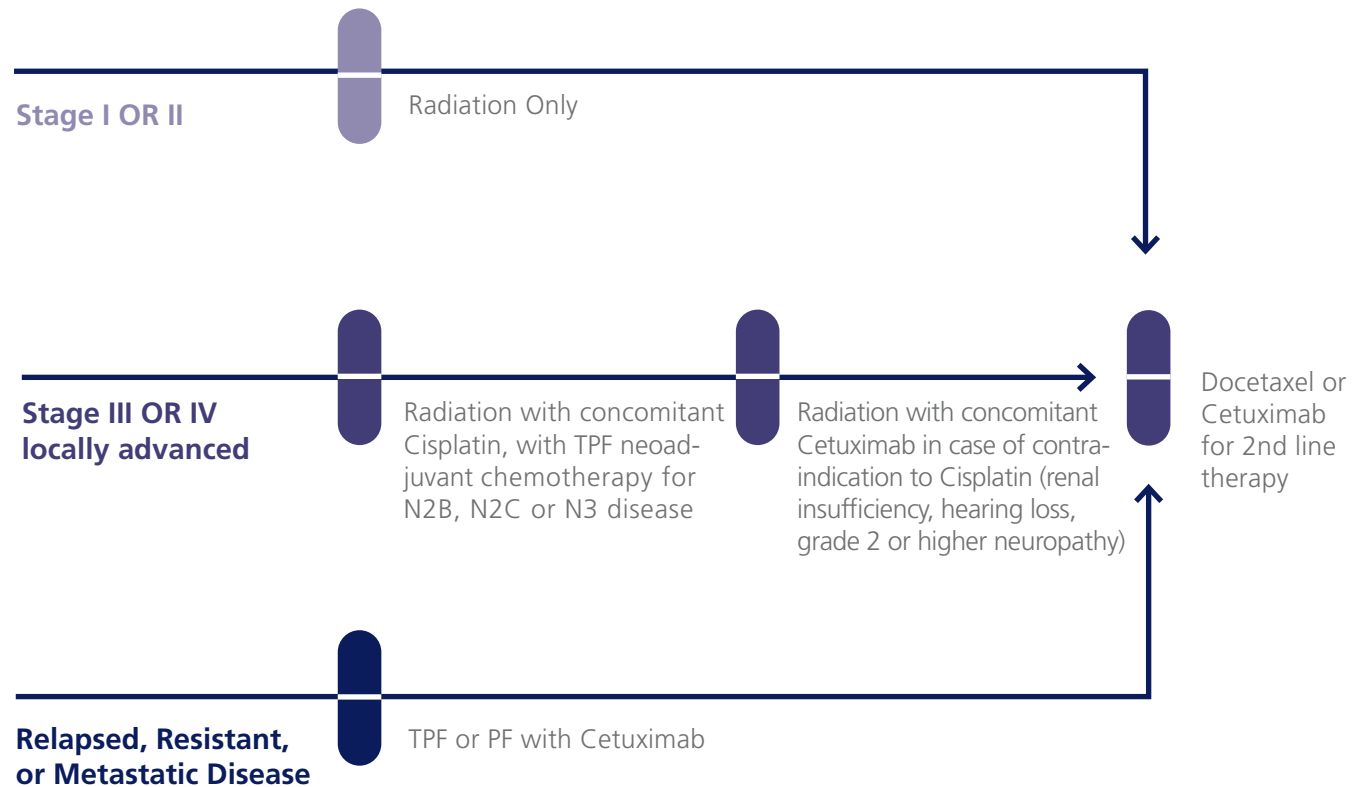 Stage I OR II
Radiation Only
Stage III OR IV
locally advanced
Radiation with concomitant
Cisplatin, with TPF neoad-
juvant chemotherapy for
N2B, N2C or N3 disease
Radiation with concomitant
Cetuximab in case of contra-
indication to Cisplatin (renal
insufficiency, hearing loss,
grade 2 or higher neuropathy)
Docetaxel or
Cetuximab
for 2nd line
therapy
Relapsed, Resistant,
or Metastatic Disease
TPF or PF with Cetuximab